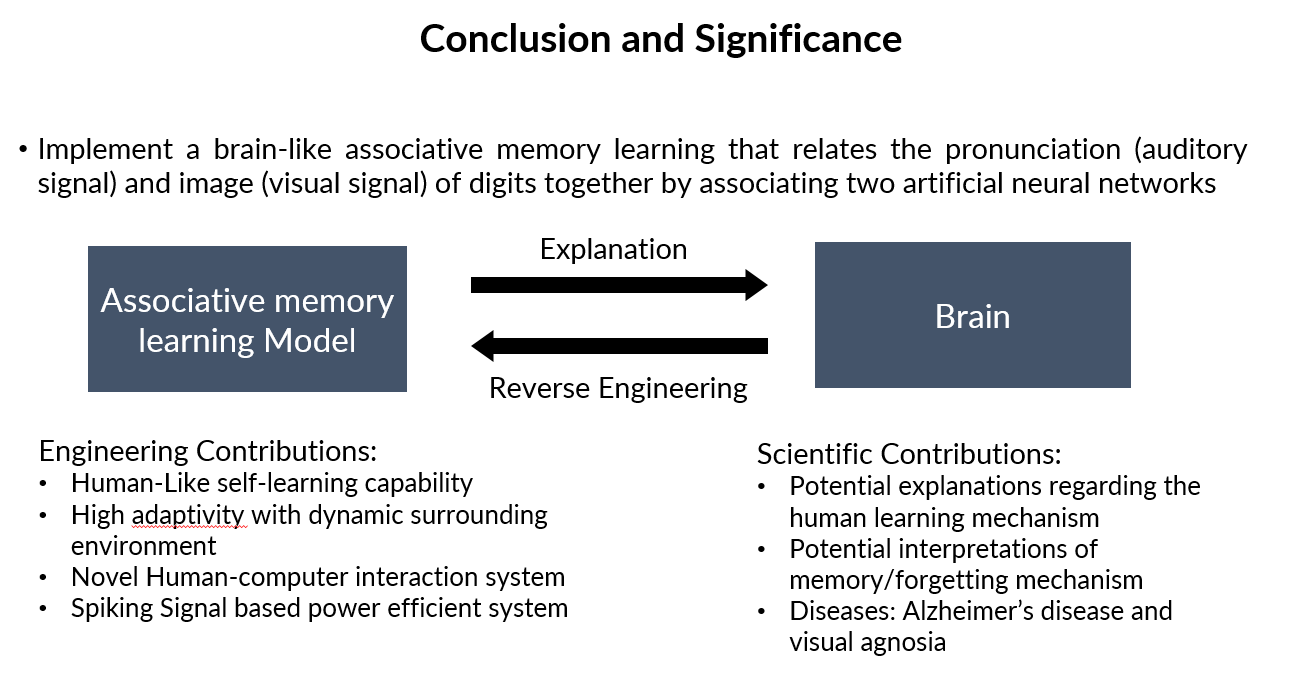 Conclusion and Significance
• Implement a brain-like associative memory learning that relates the pronunciation (auditory
signal) and image (visual signal) of digits together by associating two artificial neural networks
Explanation
Associative memory
learning Model
Brain
Reverse Engineering
Engineering Contributions:
• Human-Like self-learning capability
• High adaptivity with dynamic surrounding
environment
• Novel Human-computer interaction system
• Spiking Signal based power efficient system
Scientific Contributions:
• Potential explanations regarding the
human learning mechanism
• Potential interpretations of
memory/forgetting mechanism
• Diseases: Alzheimer’s disease and
visual agnosia